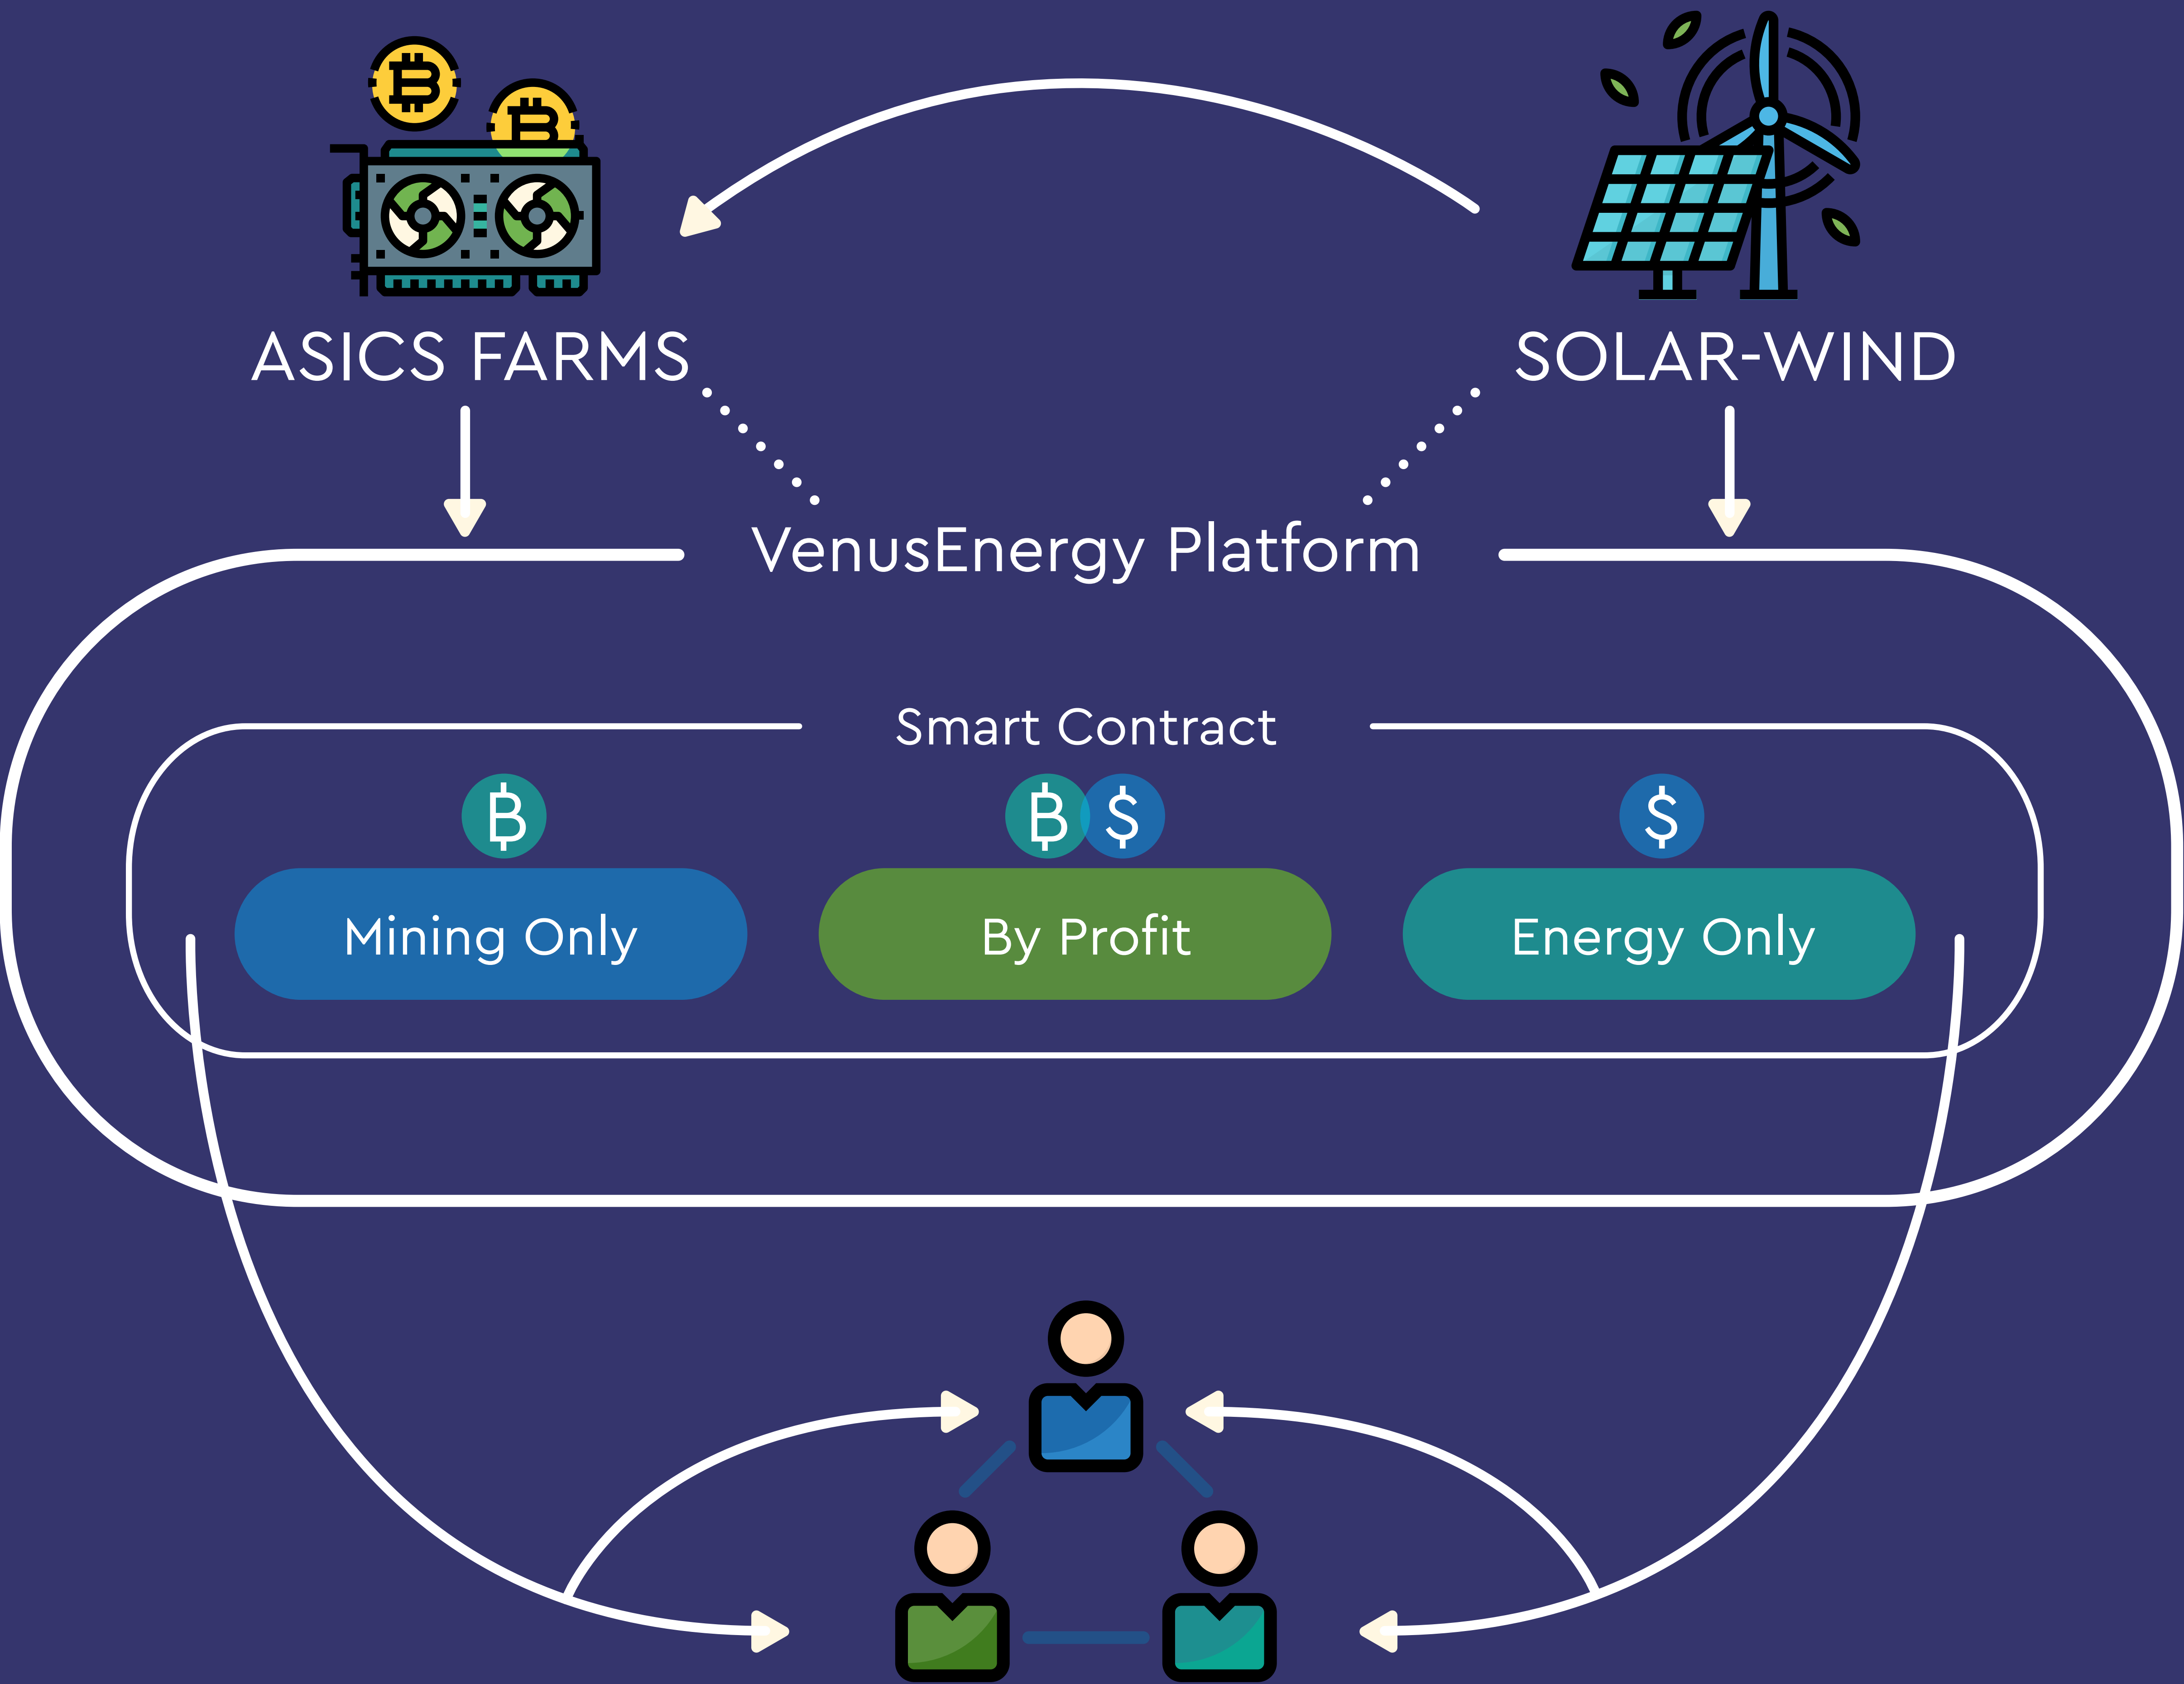 ASICS FARMS
SOLAR-WIND
VenusEnergy Platform
Smart Contract
Mining Only
By Profit
Energy Only